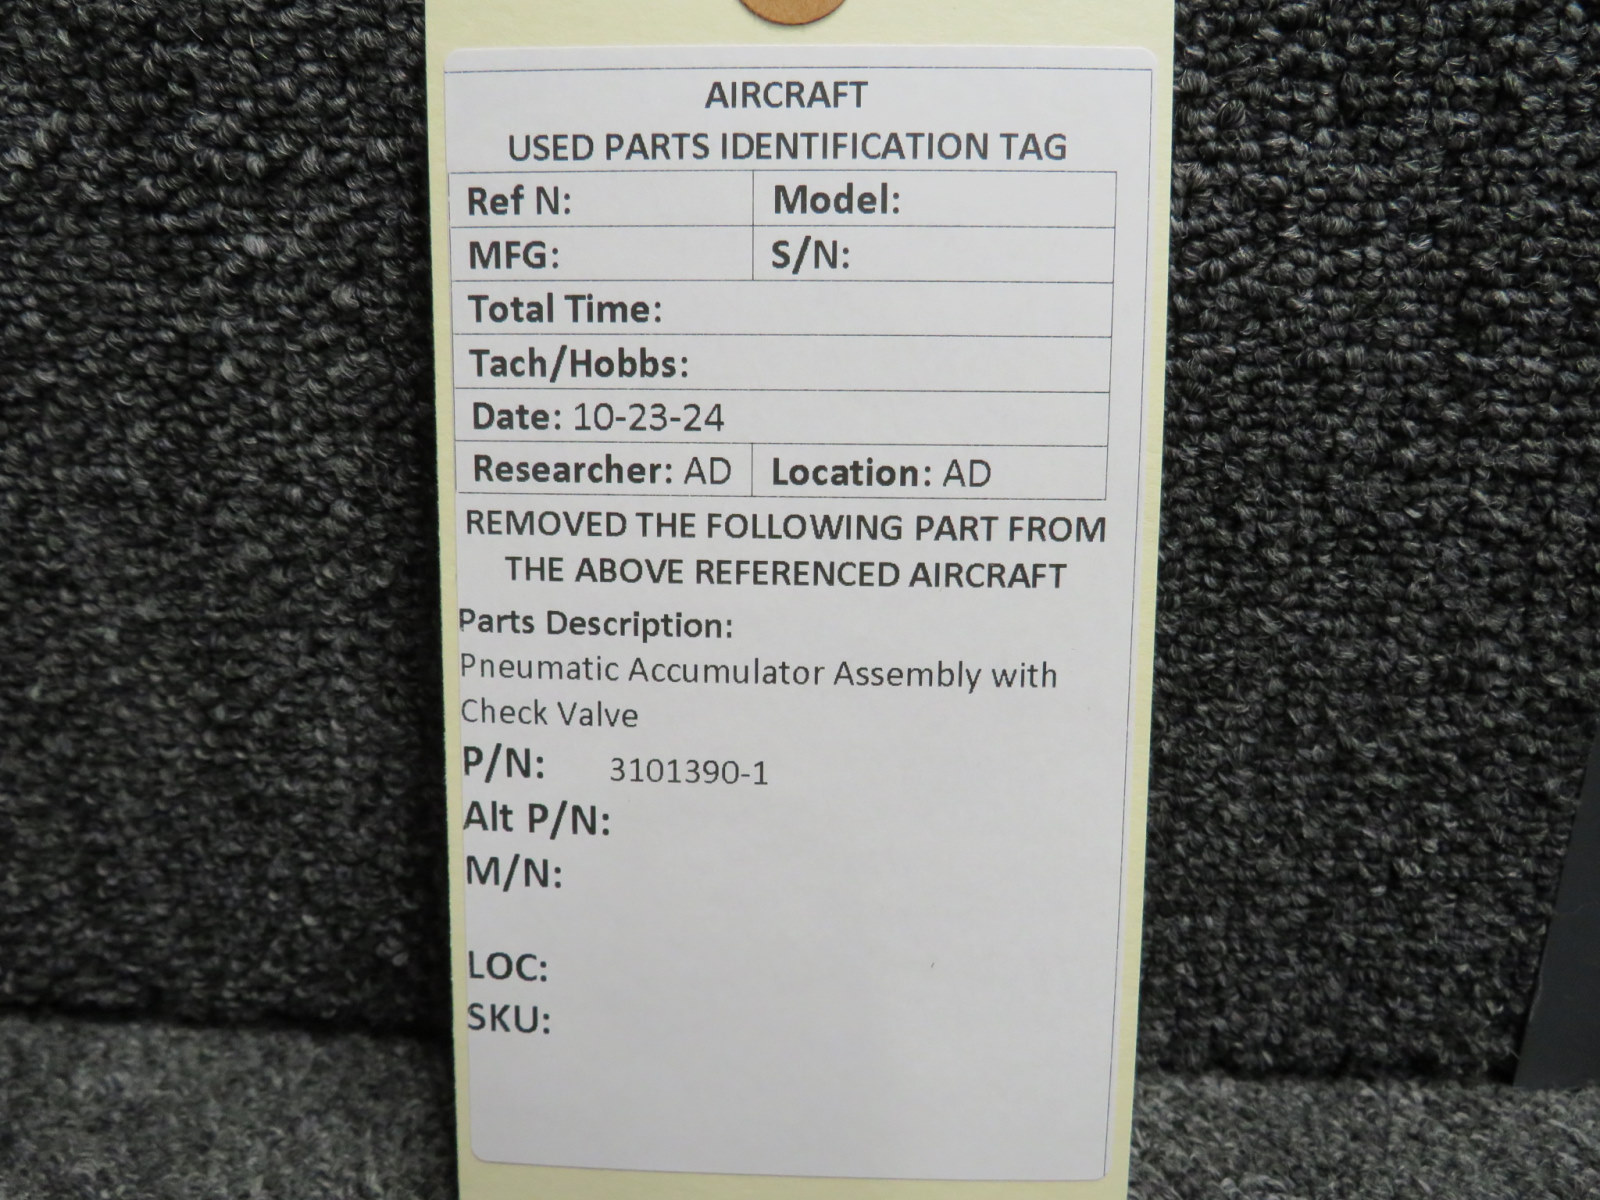 AIRCRAFT
USED PARTS IDENTIFICATION TAG
Ref N: Model:
MFG: S/N:
Total Time:
Tach/Hobbs:
Date: 10-23-24
Researcher: AD Location: AD
REMOVED THE FOLLOWING PART FROM
THE ABOVE REFERENCED AIRCRAFT
Parts Description:
Pneumatic Accumulator Assembly with
Check Valve
P/N: 3101390-1
Alt P/N:
M/N:
LOC:
SKU: